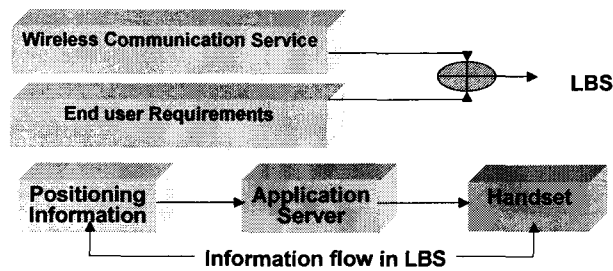 Wireless Communication Service
LBS
End user Requirements
Positioning
Information
Application
Server
Handset
Information flow in LBS